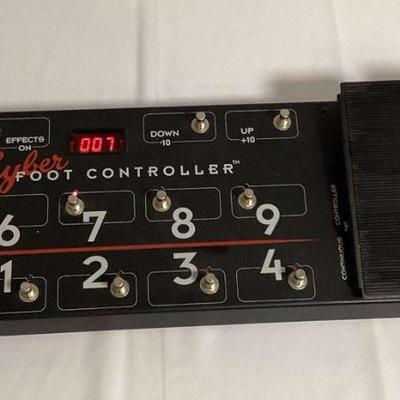 EFFECTS
ON
007
DOWN
-10
UP
+10
Cyber
FOOT CONTROLLER™
6 7 8 9
1 2 3 4
CONTINUOUS CONTROLLER